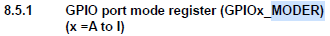 8.5.1 GPIO port mode register (GPIOx_MODER)
(x =A to I)